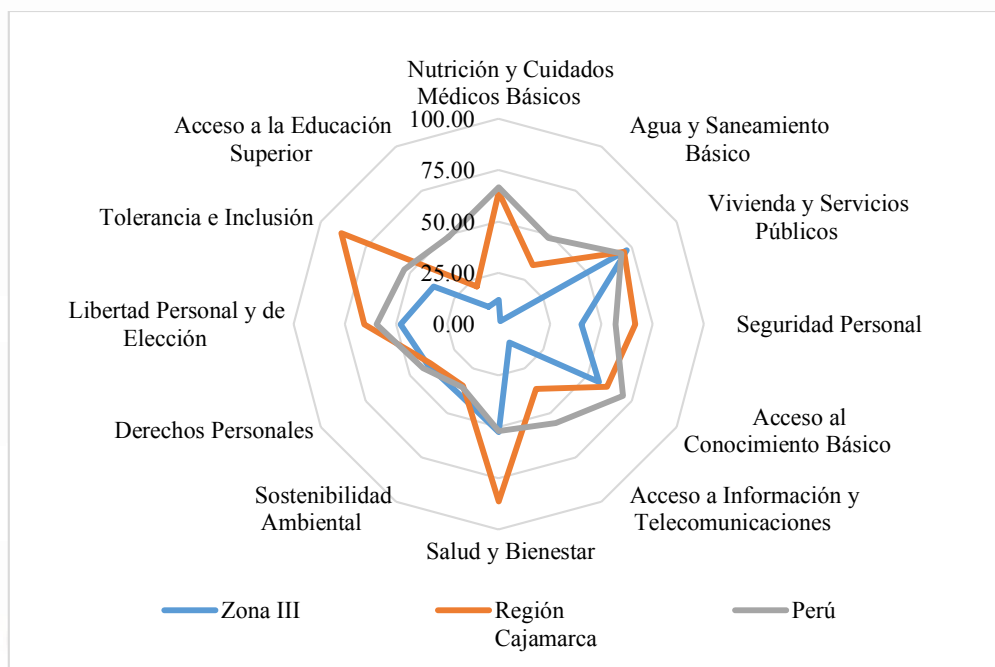 Nutrición y Cuidados
Médicos Básicos
100.00
75.00
50.00
25.00
0.00
Agua y Saneamiento
Básico
Vivienda y Servicios
Públicos
Seguridad Personal
Acceso al
Conocimiento Básico
Acceso a Información y
Telecomunicaciones
Salud y Bienestar
Sostenibilidad
Ambiental
Derechos Personales
Libertad Personal y de
Elección
Tolerancia e Inclusión
Acceso a la Educación
Superior
Zona III
Región
Cajamarca
Perú